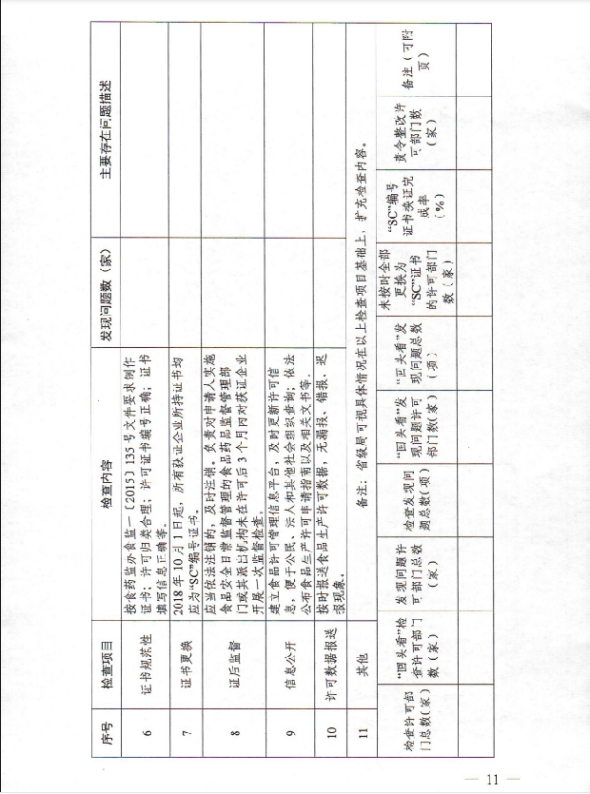 序号 检查项目 检查内容 发现问题数（家） 主要存在问题描述
6 证书规范性
按食药监办食监一〔2015〕135号文件要求制作
证书；许可归类合理；许可证书编号正确；证书
填写信息正确等。
7 证书更换
2018年10月1日起，所有获证企业所持证书均
应为“SC”编号证书。
8 证后监督
应当依法注销的，及时注销。负责对申请人实施
食品安全日常监督管理的食品药品监督管理部
门或其派出机构未在许可后3个月内对获证企业
开展一次监督检查。
9 信息公开
建立食品许可管理信息平台，及时更新许可信
息，便于公民、法人和其他社会组织查询；依法
公布食品生产许可申请指南以及相关文书等。
10 许可数据报送
按时报送食品生产许可数据，无漏报、错报、迟
报现象。
11 其他
备注：省级局可视具体情况在以上检查项目基础上，扩充检查内容。
检查许可部
门总数(家)
“回头看”检
查许可部门
数（家）
发现问题许
可部门总数
（家）
检查发现问
题总数(项)
“回头看”发
现问题许可
部门数(家)
“回头看”发
现问题总数
（项）
未按时全部
更换为
“SC”证书
的许可部门
数（家）
“SC”编号
证书换证完
成率
（%）
责令整改许
可部门数
（家）
备注（可附
页）
— 11 —